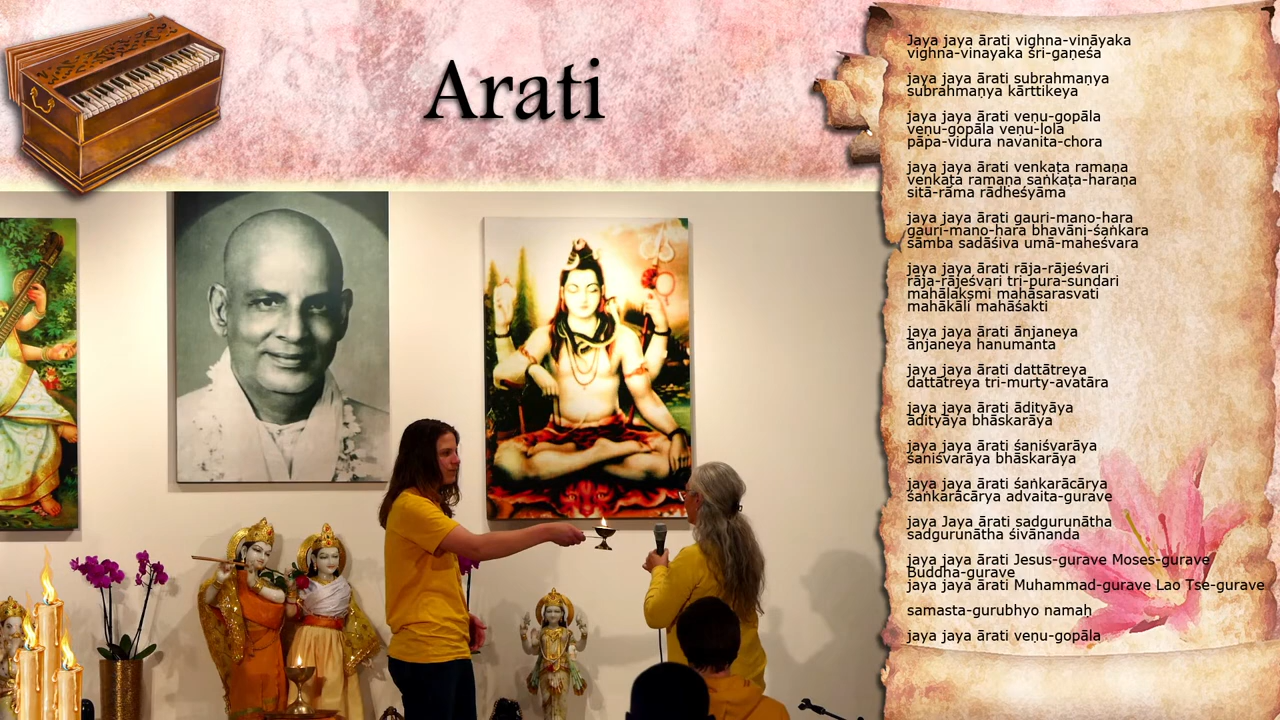 Arati
Jaya jaya ārati vighna-vināyaka
vighna-vinayaka śri-gaṇeśa
jaya jaya ārati subrahmaṇya
subrahmaṇya kārttikeya
jaya jaya ārati veṇu-gopāla
veṇu-gopāla veṇu-lola
pāpa-vidura navanita-chora
jaya jaya ārati venkaṭa ramaṇa
venkaṭa ramaṇa saṅkaṭa-haraṇa
sitā-rāma rādheśyāma
jaya jaya ārati gauri-mano-hara
gauri-mano-hara bhavāni-śaṅkara
sāmba sadāśiva umā-maheśvara
jaya jaya ārati rāja-rājeśvari
rāja-rājeśvari tri-pura-sundari
mahālakṣmi mahāsarasvati
mahākāli mahāśakti
jaya jaya ārati ānjaneya
ānjaneya hanumanta
jaya jaya ārati dattātreya
dattātreya tri-murty-avatāra
jaya jaya ārati ādityāya
ādityāya bhāskarāya
jaya jaya ārati śaniśvarāya
śaniśvarāya bhāskarāya
jaya jaya ārati śaṅkarācārya
śaṅkarācārya advaita-gurave
jaya Jaya ārati sadgurunātha
sadgurunātha śivānanda
jaya jaya ārati Jesus-gurave Moses-gurave
Buddha-gurave
jaya jaya ārati Muhammad-gurave Lao Tse-gurave
samasta-gurubhyo namaḥ
jaya jaya ārati veṇu-gopāla